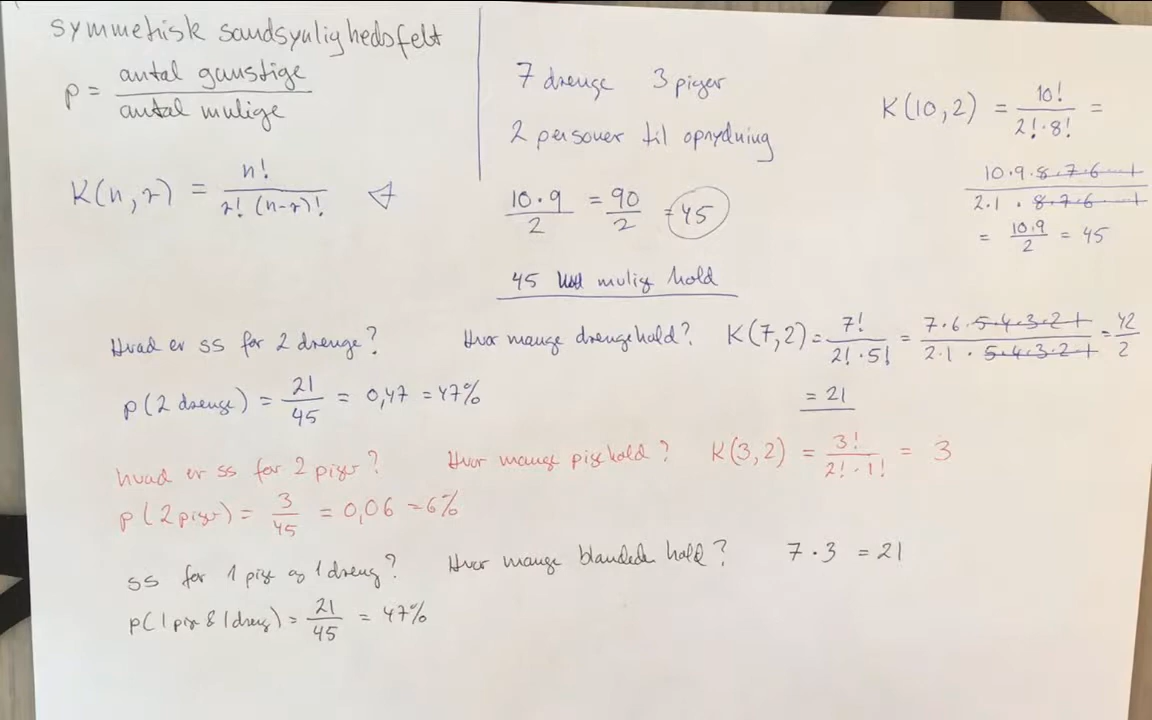 symmetrisk sandsynlighedsfelt
p = antal gunstige / antal mulige
K(n, r) = n! / r! (n-r)!
7 drenge 3 piger
2 personer til oprydning
10·9 / 2 = 90 / 2 = 45
45 mulig hold
K(10, 2) = 10! / 2!·8! =
10·9·8·7·6 — 1 / 2·1 · 8·7·6 — 1
= 10·9 / 2 = 45
Hvad er ss for 2 drenge? Hvor mange drengehold? K(7,2) = 7! / 2!·5! = 7·6·5·4·3·2·1 / 2·1 · 5·4·3·2·1 = 42 / 2
= 21
p(2 drenge) = 21 / 45 = 0,47 = 47%
hvad er ss for 2 piger? Hvor mange pigehold? K(3,2) = 3! / 2!·1! = 3
p(2 piger) = 3 / 45 = 0,06 = 6%
ss for 1 pige og 1 dreng? Hvor mange blandede hold? 7·3 = 21
p(1 pige & 1 dreng) = 21 / 45 = 47%